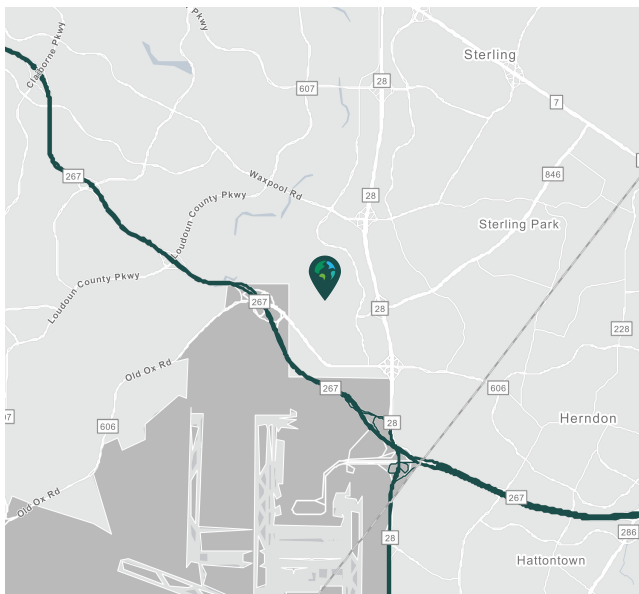 Pkwy
Claiborne Pkwy
Sterling
28
607
7
267
Waxpool Rd
846
28
Loudoun County Pkwy
Sterling Park
Loudoun County Pkwy
267
28
228
Old Ox Rd
267
606
07
606
28
Herndon
Old Ox Rd
267
28
286
Hattontown